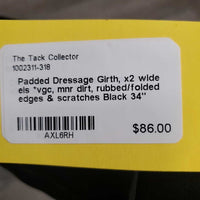 The Tack Collector
1002311-318
Padded Dressage Girth, x2 wide
els *vgc, mnr dirt, rubbed/folded
edges & scratches Black 34"
AXL6RH
$86.00